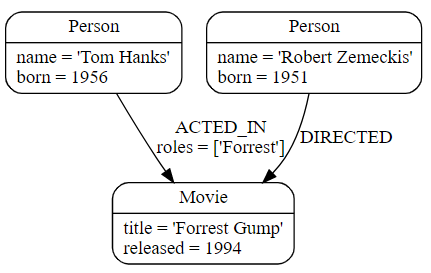 Person
name = 'Tom Hanks'
born = 1956
Person
name = 'Robert Zemeckis'
born = 1951
ACTED_IN
roles = ['Forrest']
DIRECTED
Movie
title = 'Forrest Gump'
released = 1994